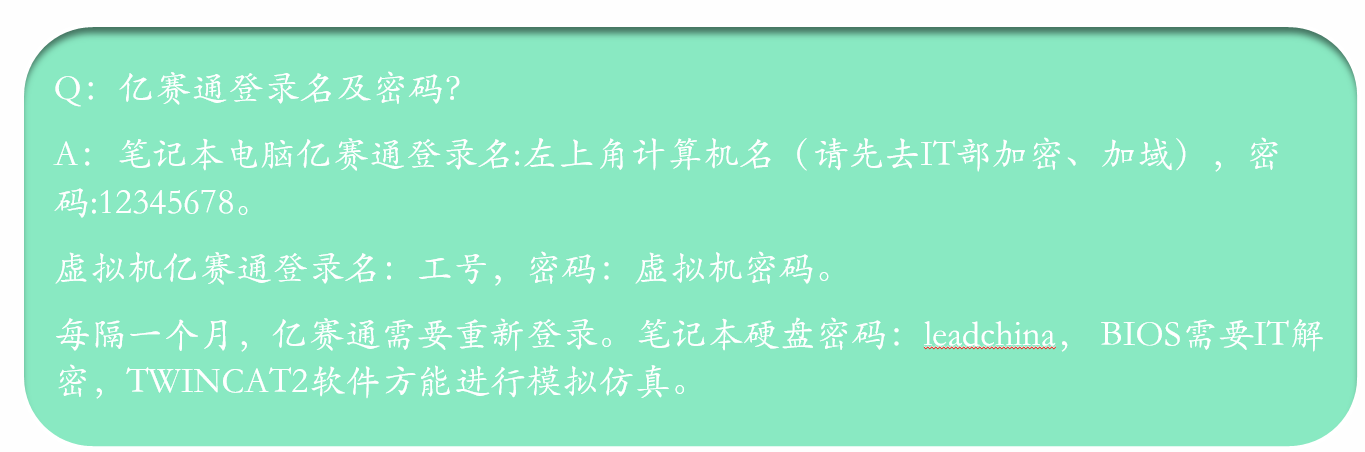 Q：亿赛通登录名及密码？
A：笔记本电脑亿赛通登录名:左上角计算机名（请先去IT部加密、加域），密
码:12345678。
虚拟机亿赛通登录名：工号，密码：虚拟机密码。
每隔一个月，亿赛通需要重新登录。笔记本硬盘密码：leadchina， BIOS需要IT解
密，TWINCAT2软件方能进行模拟仿真。